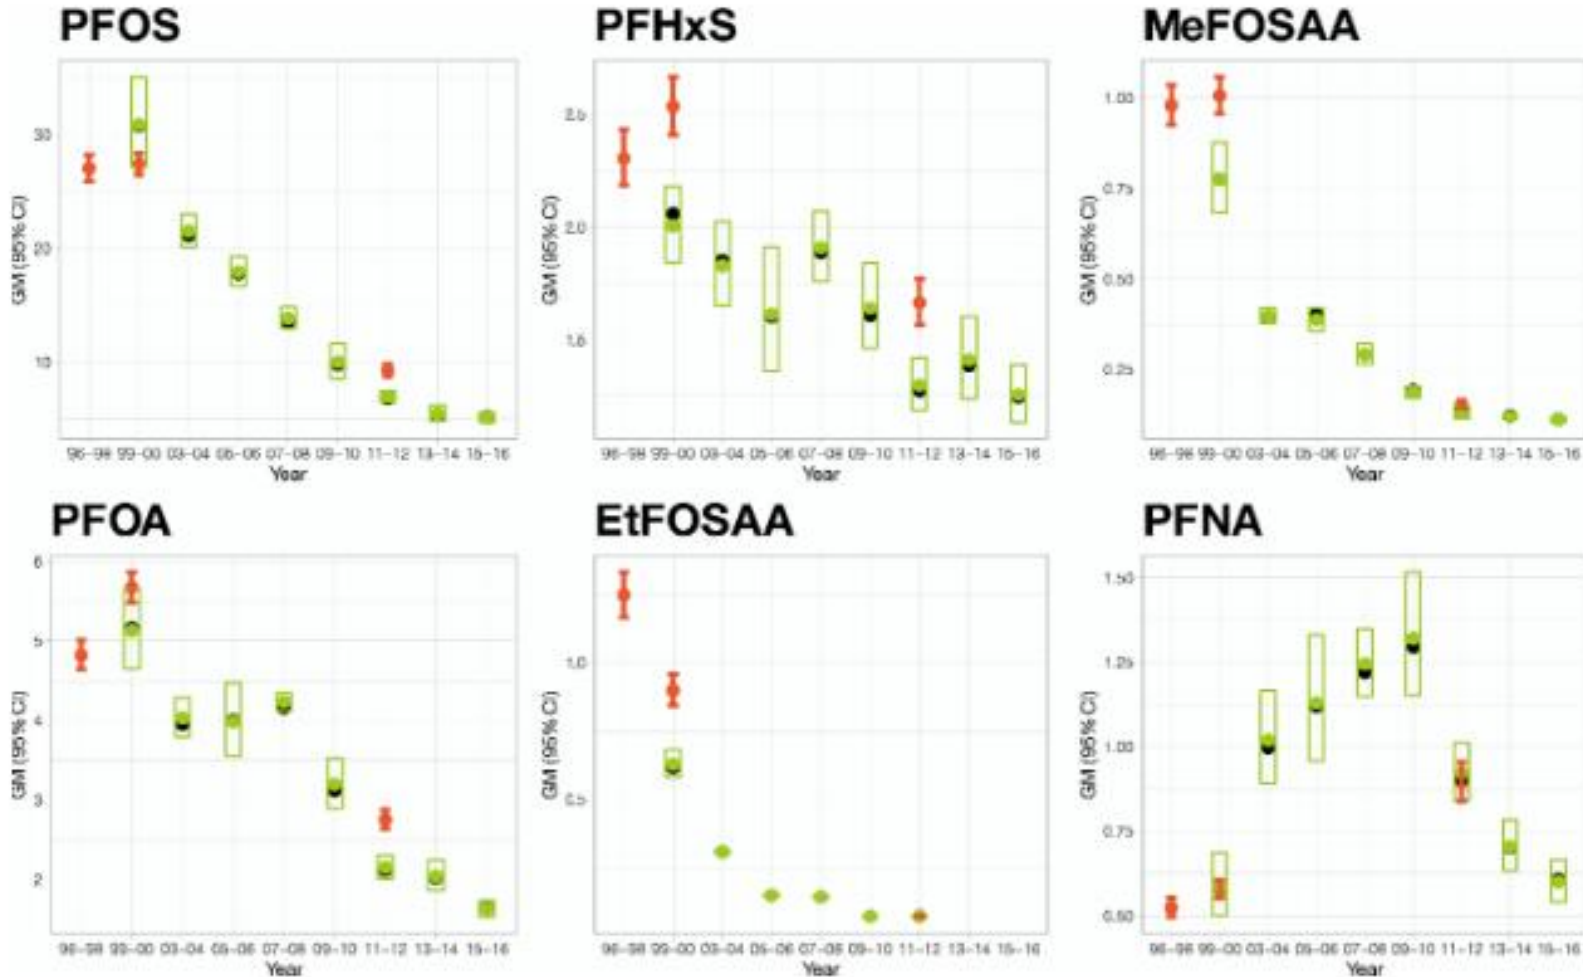 PFOS PFHxS MeFOSAA
GM (95% CI)
30
20
10
96-98 99-00 03-04 05-06 07-08 09-10 11-12 13-14 15-16
Year
GM (95% CI)
2.5
2.0
1.5
96-98 99-00 03-04 05-06 07-08 09-10 11-12 13-14 15-16
Year
GM (95% CI)
1.00
0.75
0.50
0.25
96-98 99-00 03-04 05-06 07-08 09-10 11-12 13-14 15-16
Year
PFOA EtFOSAA PFNA
GM (95% CI)
6
5
4
3
2
96-98 99-00 03-04 05-06 07-08 09-10 11-12 13-14 15-16
Year
GM (95% CI)
1.0
0.5
96-98 99-00 03-04 05-06 07-08 09-10 11-12 13-14 15-16
Year
GM (95% CI)
1.50
1.25
1.00
0.75
0.50
96-98 99-00 03-04 05-06 07-08 09-10 11-12 13-14 15-16
Year